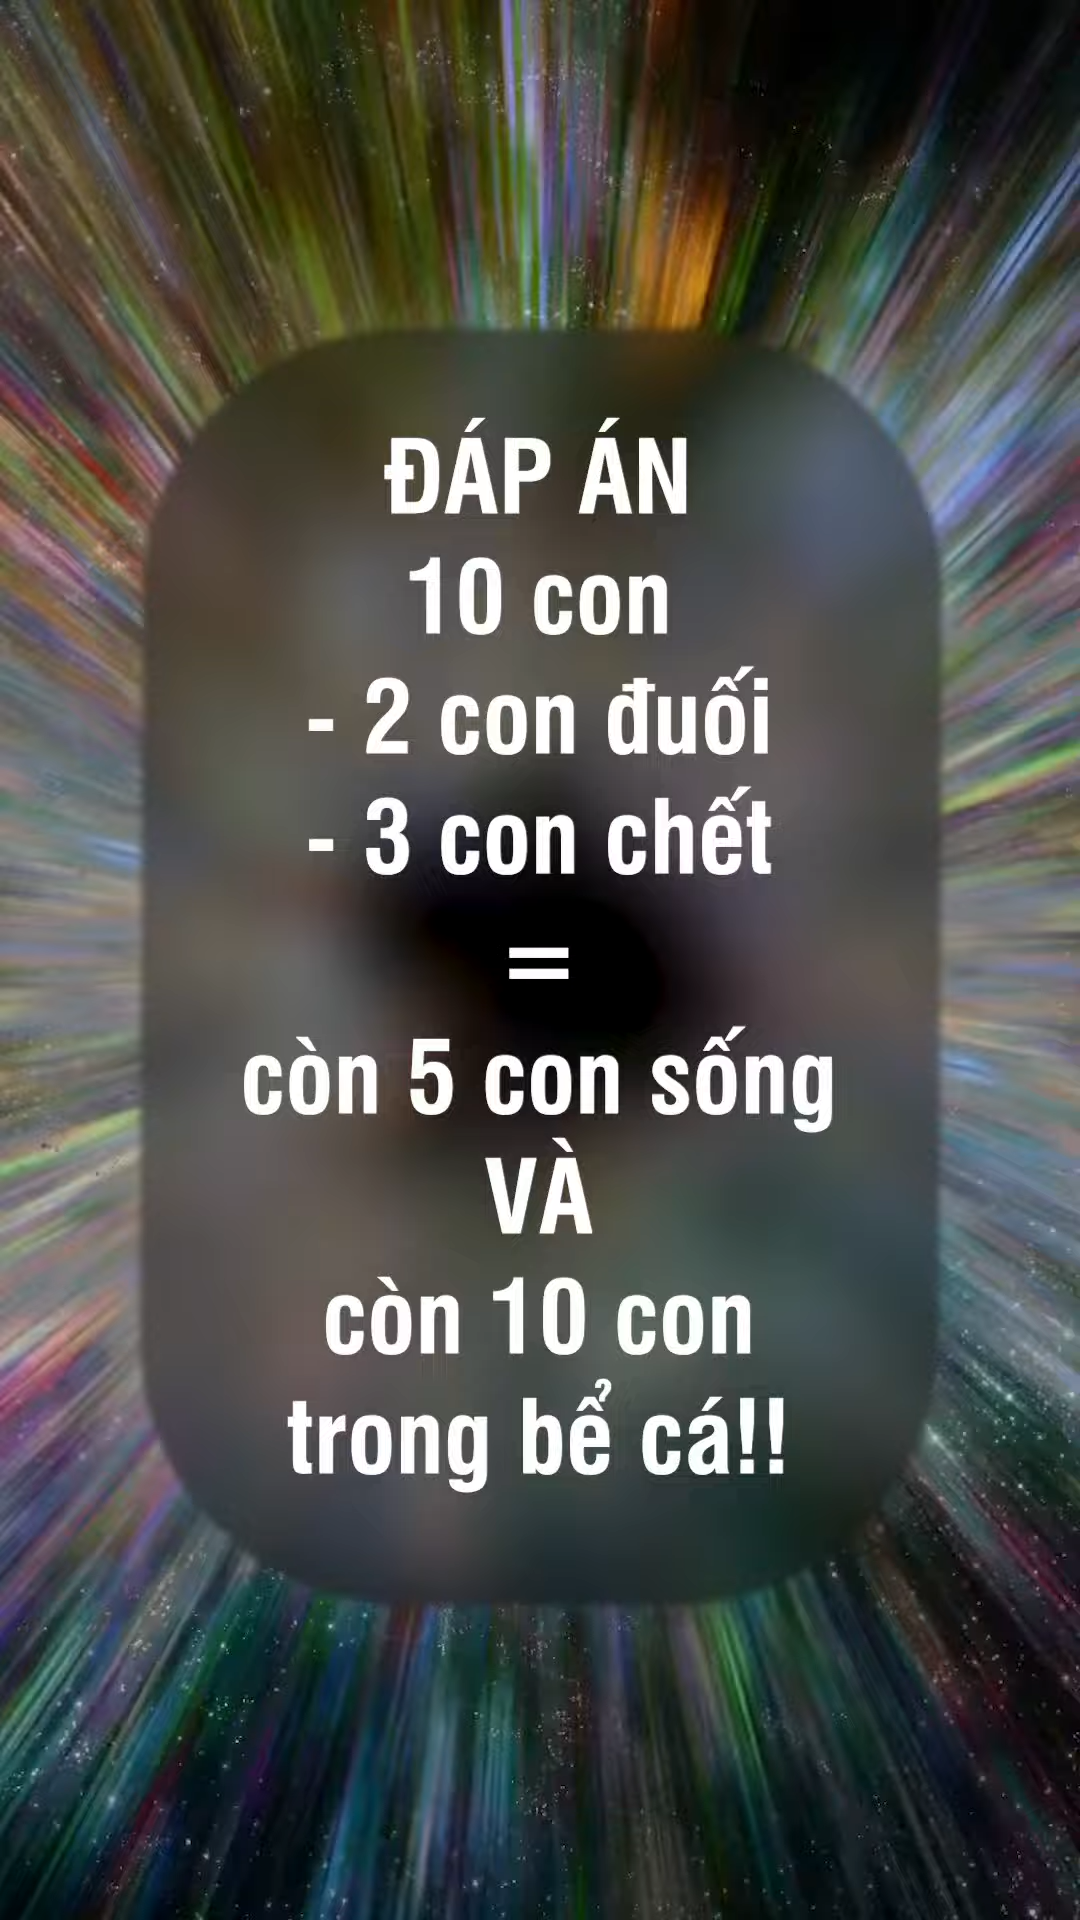 ĐÁP ÁN
10 con
- 2 con đuối
- 3 con chết
=
còn 5 con sống
VÀ
còn 10 con
trong bể cá!!